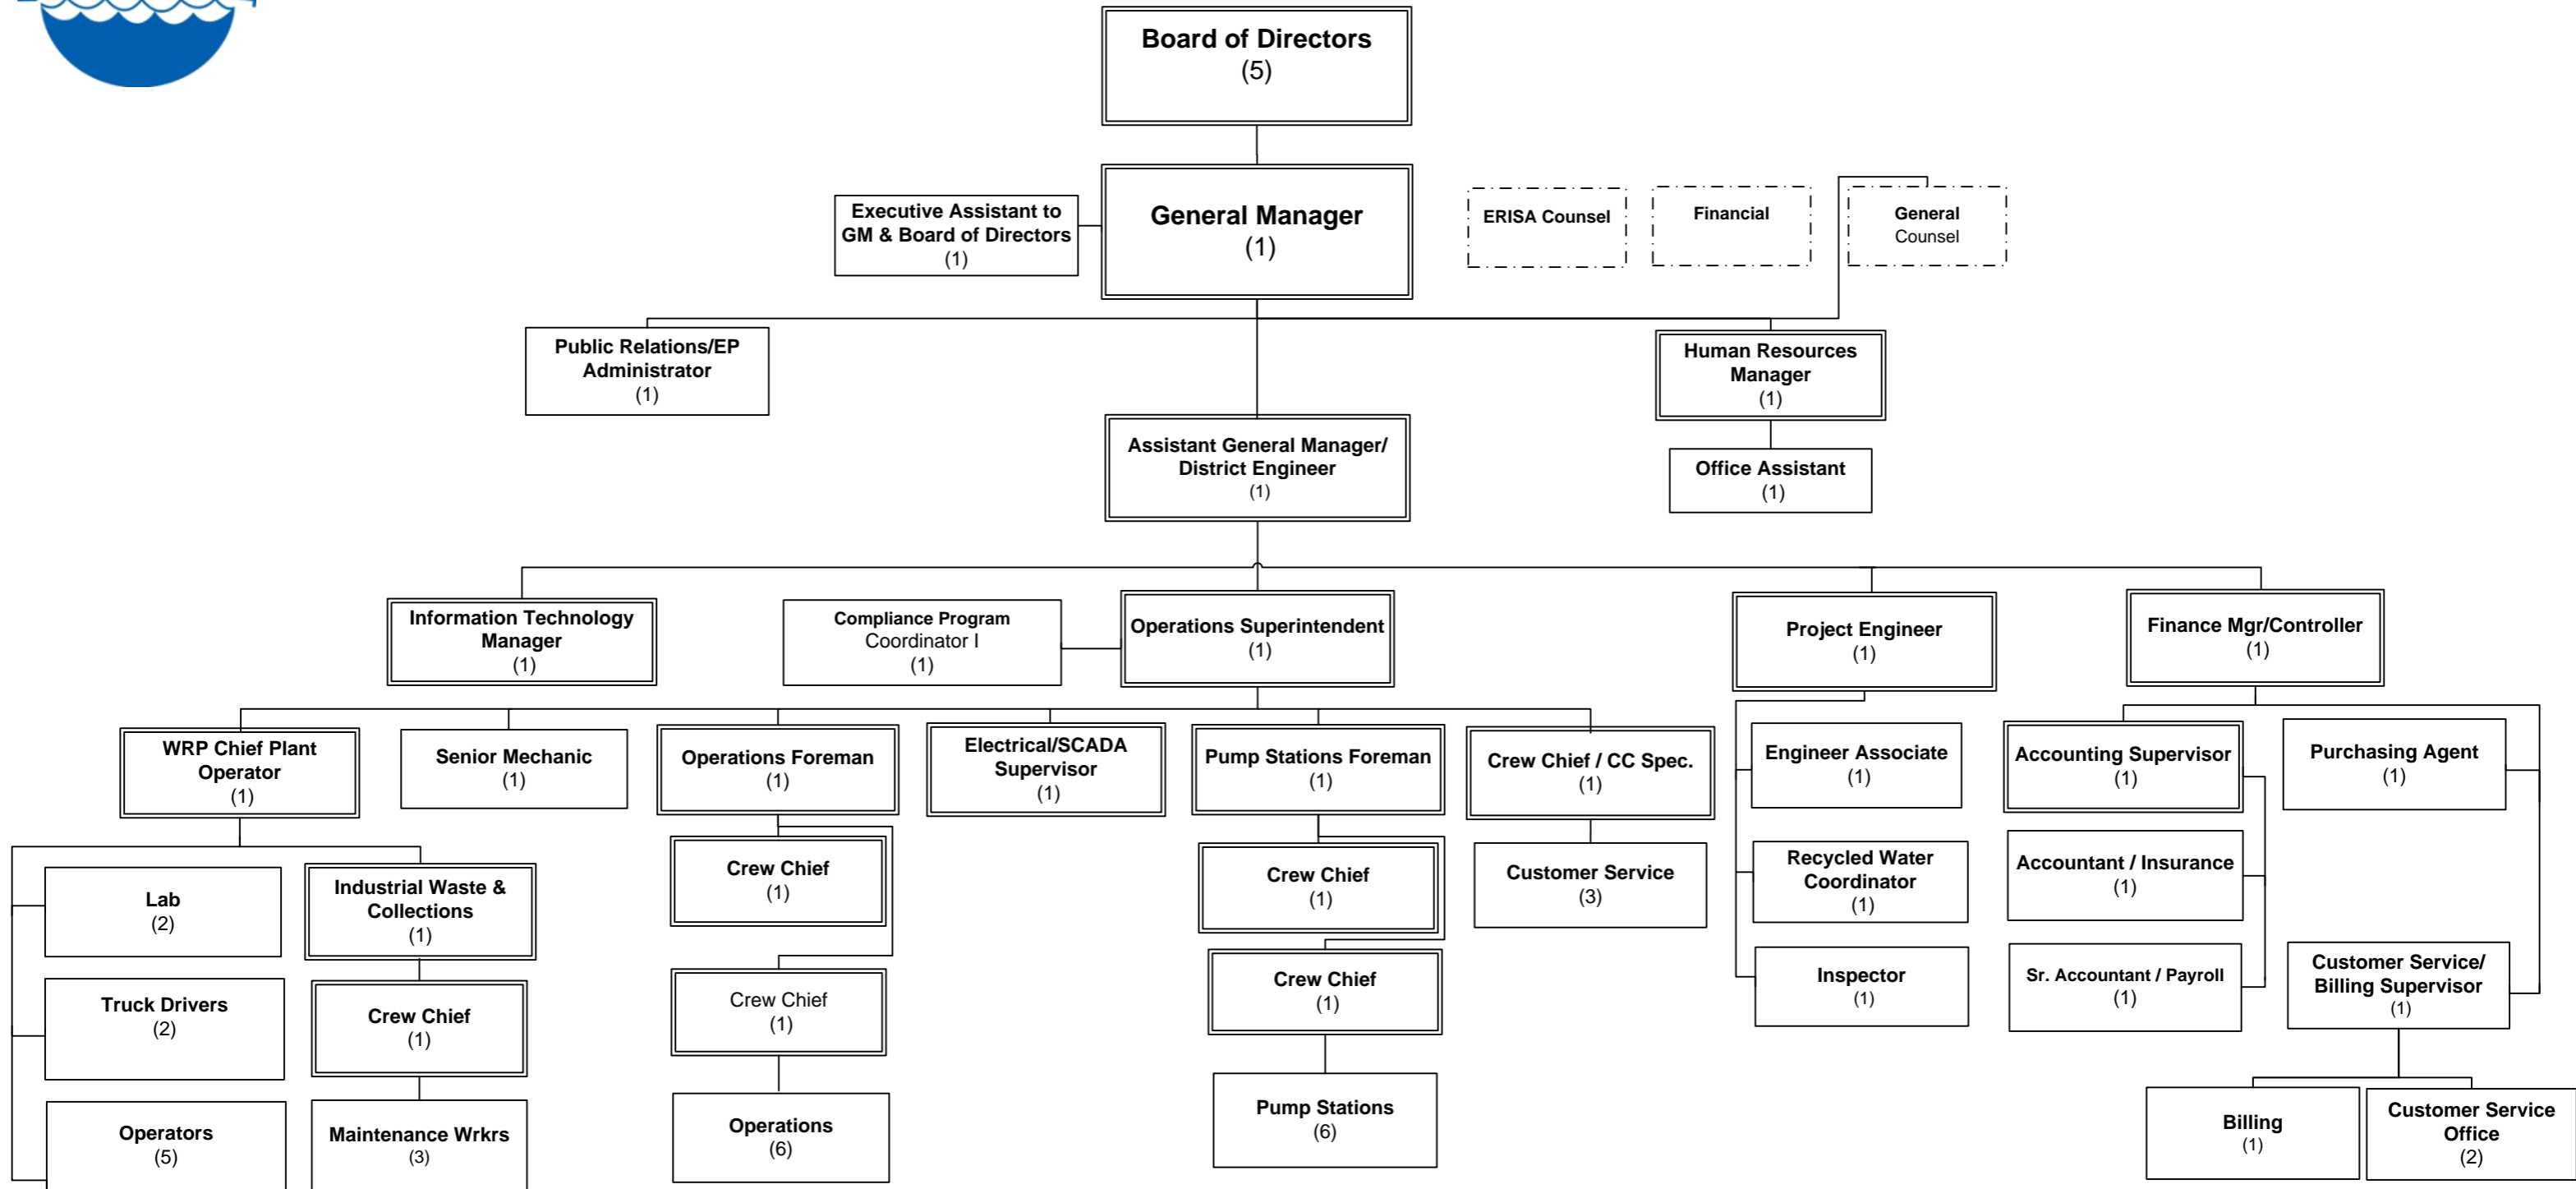 Board of Directors
(5)
General Manager
(1)
Executive Assistant to
GM & Board of Directors
(1)
ERISA Counsel
Financial
General
Counsel
Public Relations/EP
Administrator
(1)
Human Resources
Manager
(1)
Assistant General Manager/
District Engineer
(1)
Office Assistant
(1)
Information Technology
Manager
(1)
Compliance Program
Coordinator I
(1)
Operations Superintendent
(1)
Project Engineer
(1)
Finance Mgr/Controller
(1)
WRP Chief Plant
Operator
(1)
Senior Mechanic
(1)
Operations Foreman
(1)
Electrical/SCADA
Supervisor
(1)
Pump Stations Foreman
(1)
Crew Chief / CC Spec.
(1)
Engineer Associate
(1)
Accounting Supervisor
(1)
Purchasing Agent
(1)
Lab
(2)
Industrial Waste &
Collections
(1)
Crew Chief
(1)
Crew Chief
(1)
Customer Service
(3)
Recycled Water
Coordinator
(1)
Accountant / Insurance
(1)
Truck Drivers
(2)
Crew Chief
(1)
Crew Chief
(1)
Crew Chief
(1)
Inspector
(1)
Sr. Accountant / Payroll
(1)
Customer Service/
Billing Supervisor
(1)
Operators
(5)
Maintenance Wrkrs
(3)
Operations
(6)
Pump Stations
(6)
Billing
(1)
Customer Service
Office
(2)